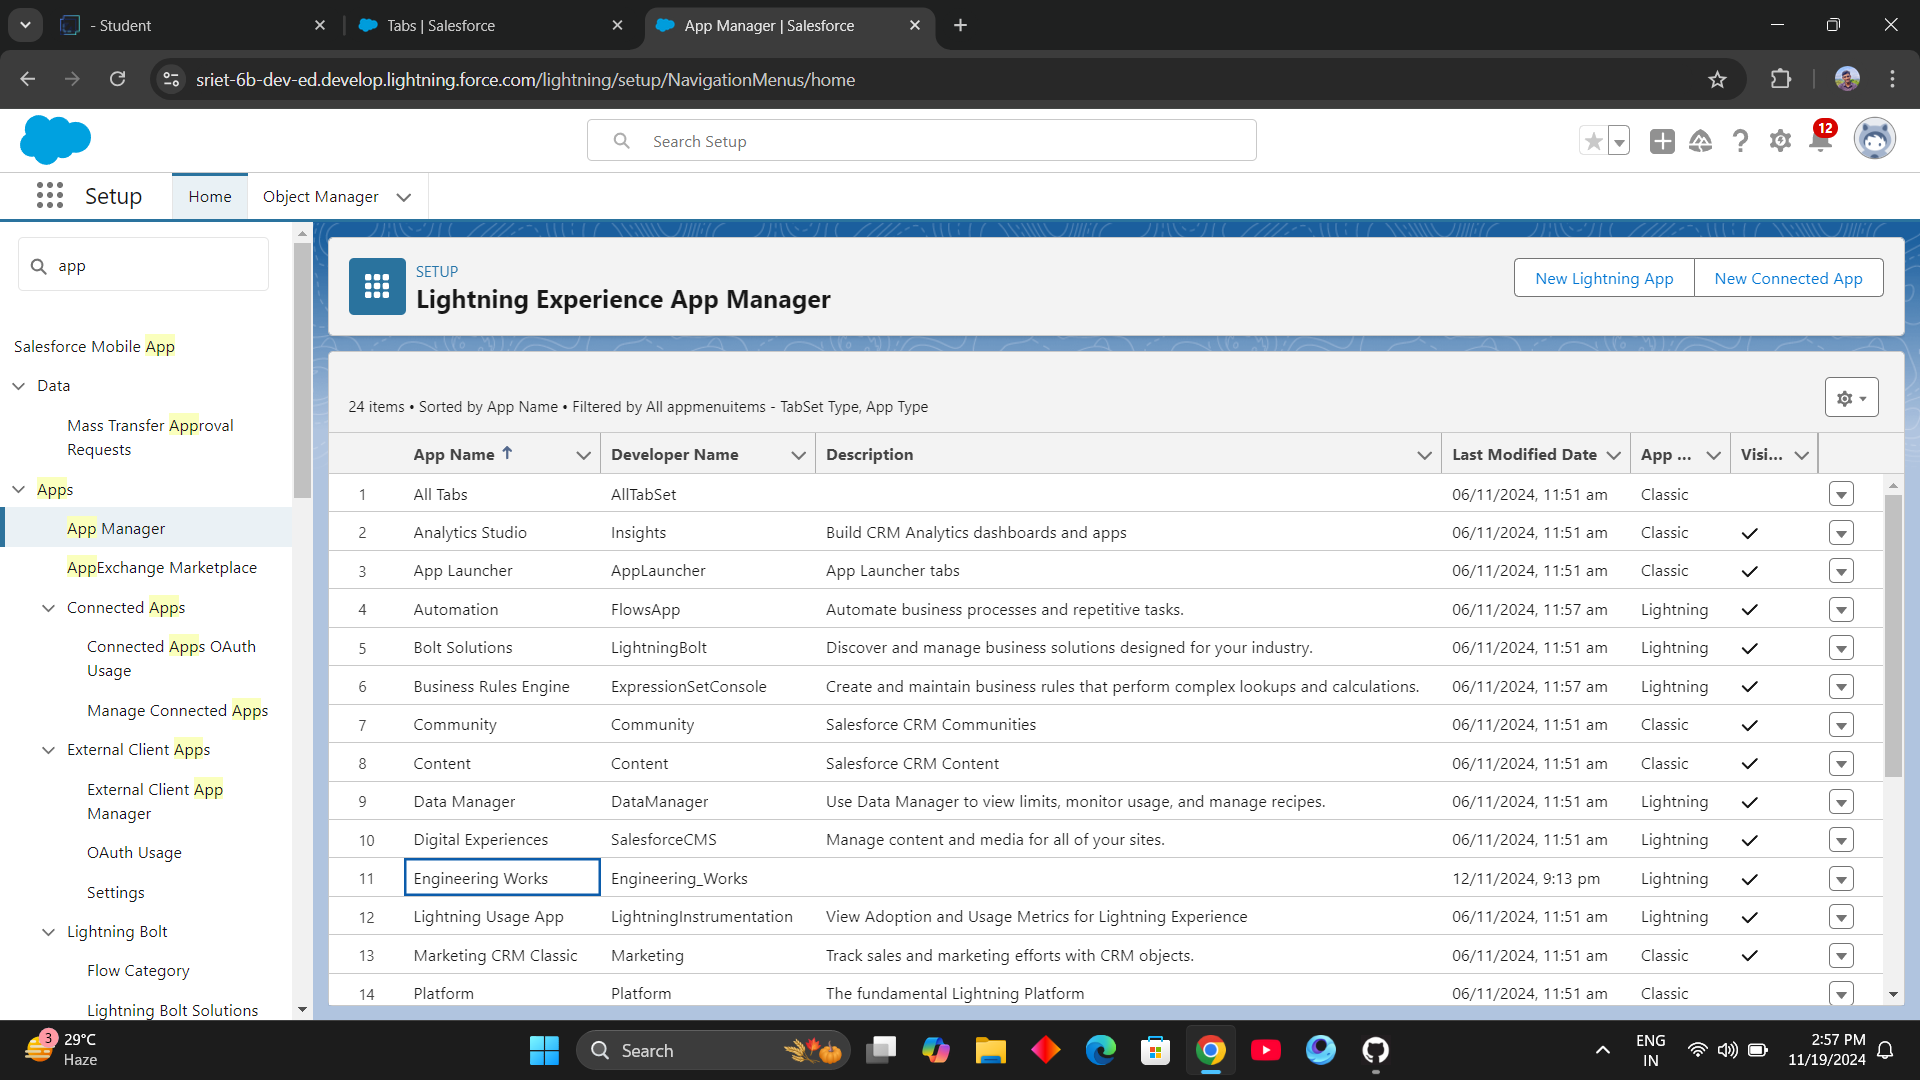 - Student
Tabs | Salesforce
App Manager | Salesforce
sriet-6b-dev-ed.develop.lightning.force.com/lightning/setup/NavigationMenus/home
Search Setup
12
Setup
Home
Object Manager
app
Salesforce Mobile App
Data
Mass Transfer Approval
Requests
Apps
App Manager
AppExchange Marketplace
Connected Apps
Connected Apps OAuth
Usage
Manage Connected Apps
External Client Apps
External Client App
Manager
OAuth Usage
Settings
Lightning Bolt
Flow Category
Lightning Bolt Solutions
SETUP
Lightning Experience App Manager
New Lightning App
New Connected App
24 items • Sorted by App Name • Filtered by All appmenuitems - TabSet Type, App Type
App Name ↑ Developer Name Description Last Modified Date App ... Visi...
1 All Tabs AllTabSet 06/11/2024, 11:51 am Classic
2 Analytics Studio Insights Build CRM Analytics dashboards and apps 06/11/2024, 11:51 am Classic
3 App Launcher AppLauncher App Launcher tabs 06/11/2024, 11:51 am Classic
4 Automation FlowsApp Automate business processes and repetitive tasks. 06/11/2024, 11:57 am Lightning
5 Bolt Solutions LightningBolt Discover and manage business solutions designed for your industry. 06/11/2024, 11:51 am Lightning
6 Business Rules Engine ExpressionSetConsole Create and maintain business rules that perform complex lookups and calculations. 06/11/2024, 11:57 am Lightning
7 Community Community Salesforce CRM Communities 06/11/2024, 11:51 am Classic
8 Content Content Salesforce CRM Content 06/11/2024, 11:51 am Classic
9 Data Manager DataManager Use Data Manager to view limits, monitor usage, and manage recipes. 06/11/2024, 11:51 am Lightning
10 Digital Experiences SalesforceCMS Manage content and media for all of your sites. 06/11/2024, 11:51 am Lightning
11 Engineering Works Engineering_Works 12/11/2024, 9:13 pm Lightning
12 Lightning Usage App LightningInstrumentation View Adoption and Usage Metrics for Lightning Experience 06/11/2024, 11:51 am Lightning
13 Marketing CRM Classic Marketing Track sales and marketing efforts with CRM objects. 06/11/2024, 11:51 am Classic
14 Platform Platform The fundamental Lightning Platform 06/11/2024, 11:51 am Classic
3
29°C
Haze
Search
ENG
IN
2:57 PM
11/19/2024